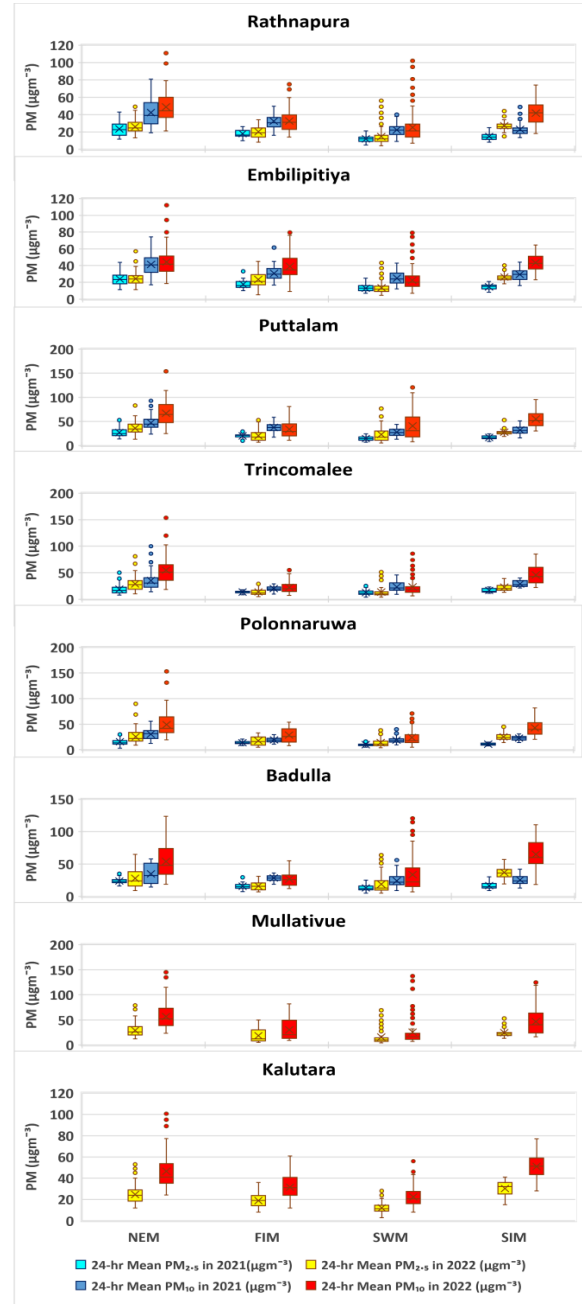 Rathnapura
PM (µgm⁻³)
120
100
80
60
40
20
0
Embilipitiya
PM (µgm⁻³)
120
100
80
60
40
20
0
Puttalam
PM (µgm⁻³)
200
150
100
50
0
Trincomalee
PM (µgm⁻³)
200
150
100
50
0
Polonnaruwa
PM (µgm⁻³)
200
150
100
50
0
Badulla
PM (µgm⁻³)
150
100
50
0
Mullativue
PM (µgm⁻³)
200
150
100
50
0
Kalutara
PM (µgm⁻³)
120
100
80
60
40
20
0
NEM FIM SWM SIM
24-hr Mean PM₂.₅ in 2021(µgm⁻³) 24-hr Mean PM₂.₅ in 2022 (µgm⁻³)
24-hr Mean PM₁₀ in 2021 (µgm⁻³) 24-hr Mean PM₁₀ in 2022 (µgm⁻³)